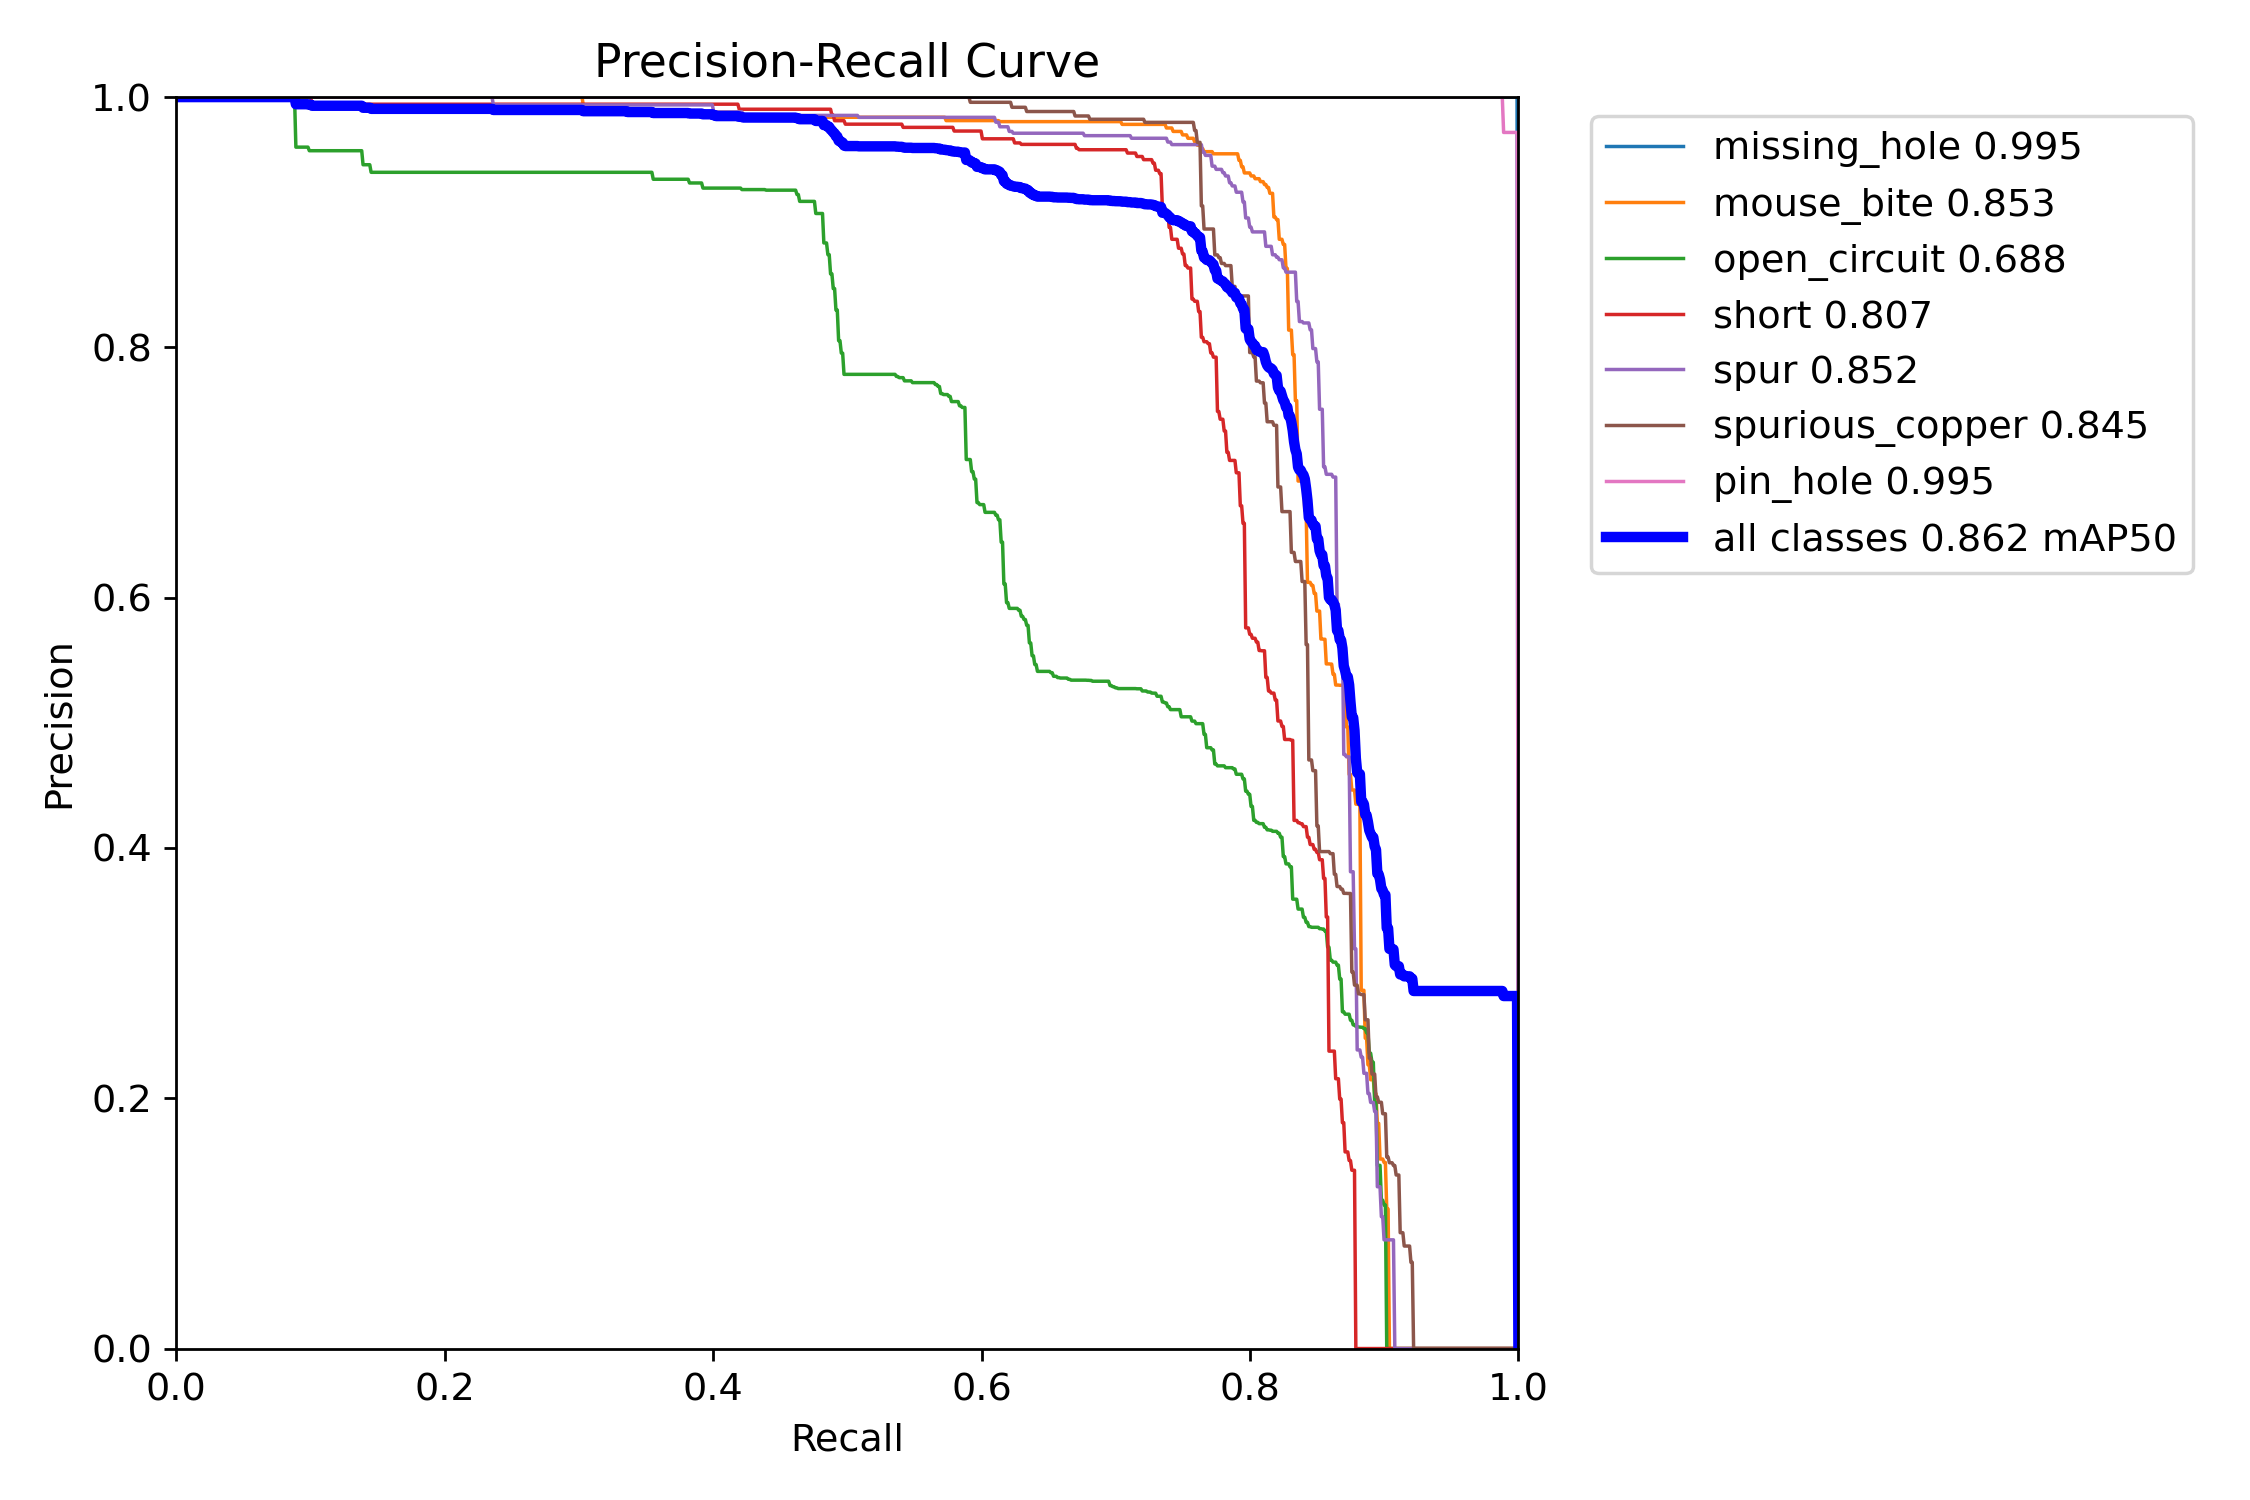 Precision-Recall Curve
1.0
0.8
0.6
0.4
0.2
0.0
Precision
0.0 0.2 0.4 0.6 0.8 1.0
Recall
missing_hole 0.995
mouse_bite 0.853
open_circuit 0.688
short 0.807
spur 0.852
spurious_copper 0.845
pin_hole 0.995
all classes 0.862 mAP50